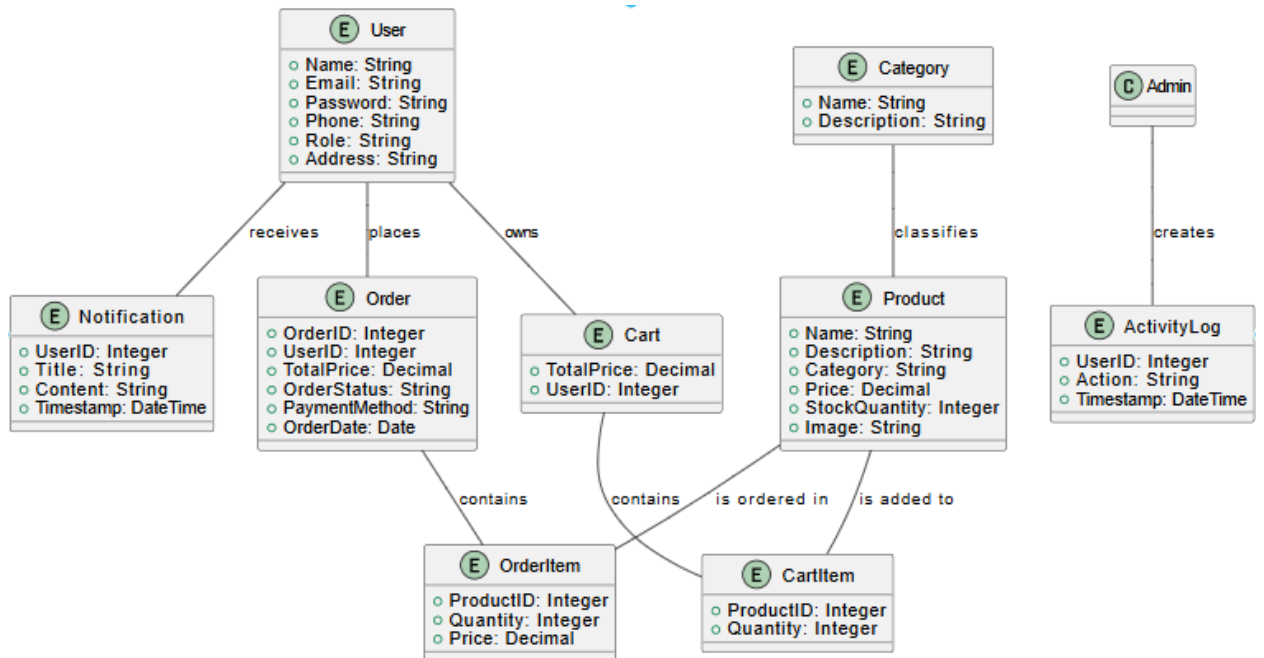 E User
Name: String
Email: String
Password: String
Phone: String
Role: String
Address: String
E Category
Name: String
Description: String
C Admin
receives
places
owns
classifies
creates
E Notification
UserID: Integer
Title: String
Content: String
Timestamp: DateTime
E Order
OrderID: Integer
UserID: Integer
TotalPrice: Decimal
OrderStatus: String
PaymentMethod: String
OrderDate: Date
E Cart
TotalPrice: Decimal
UserID: Integer
E Product
Name: String
Description: String
Category: String
Price: Decimal
StockQuantity: Integer
Image: String
E ActivityLog
UserID: Integer
Action: String
Timestamp: DateTime
contains
contains
is ordered in
is added to
E OrderItem
ProductID: Integer
Quantity: Integer
Price: Decimal
E CartItem
ProductID: Integer
Quantity: Integer